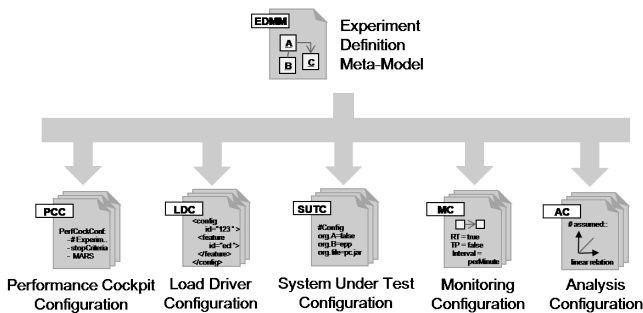 EDMM
A
B
C
Experiment
Definition
Meta-Model
PCC
PerfCockConf:
-# Experim..
-stopCriteria
- MARS
Performance Cockpit
Configuration
LDC
<config
id="123">
<feature
id="ed">
</feature>
</config>
Load Driver
Configuration
SUTC
#Config
org.A=false
org.B=epp
org.file=pc.jar
System Under Test
Configuration
MC
RT = true
TP = false
Interval =
perMinute
Monitoring
Configuration
AC
# assumed::
linear relation
Analysis
Configuration